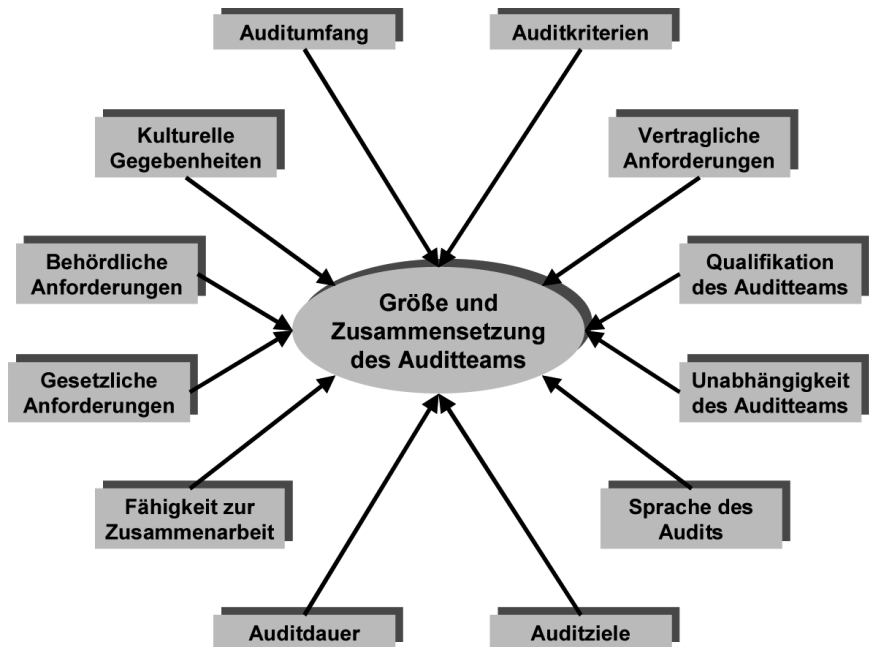 Auditumfang
Auditkriterien
Kulturelle
Gegebenheiten
Vertragliche
Anforderungen
Behördliche
Anforderungen
Größe und
Zusammensetzung
des Auditteams
Qualifikation
des Auditteams
Gesetzliche
Anforderungen
Unabhängigkeit
des Auditteams
Fähigkeit zur
Zusammenarbeit
Sprache des
Audits
Auditdauer
Auditziele